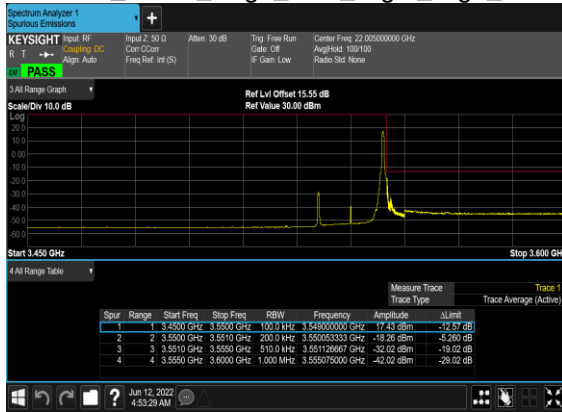 Spectrum Analyzer 1
Spurious Emissions
KEYSIGHT Input: RF Input Z: 50 Ω Atten: 30 dB Trig: Free Run Center Freq: 22.005000000 GHz
R T Coupling: DC Corr CCorr Gate: Off Avg|Hold: 100/100
Align: Auto Freq Ref: Int (S) IF Gain: Low Radio Std: None
PASS
3 All Range Graph
Ref Lvl Offset 15.55 dB
Scale/Div 10.0 dB Ref Value 30.00 dBm
Log
20.0
10.0
0.00
-10.0
-20.0
-30.0
-40.0
-50.0
-60.0
Start 3.450 GHz Stop 3.600 GH
4 All Range Table
Measure Trace Trace 1
Trace Type Trace Average (Active)
Spur Range Start Freq Stop Freq RBW Frequency Amplitude ΔLimit
1 1 3.4500 GHz 3.5500 GHz 100.0 kHz 3.549000000 GHz 17.43 dBm -12.57 dB
2 2 3.5500 GHz 3.5510 GHz 200.0 kHz 3.550053333 GHz -18.26 dBm -5.260 dB
3 3 3.5510 GHz 3.5550 GHz 510.0 kHz 3.551126667 GHz -32.02 dBm -19.02 dB
4 4 3.5550 GHz 3.6000 GHz 1.000 MHz 3.555075000 GHz -42.02 dBm -29.02 dB
Jun 12, 2022
4:53:29 AM